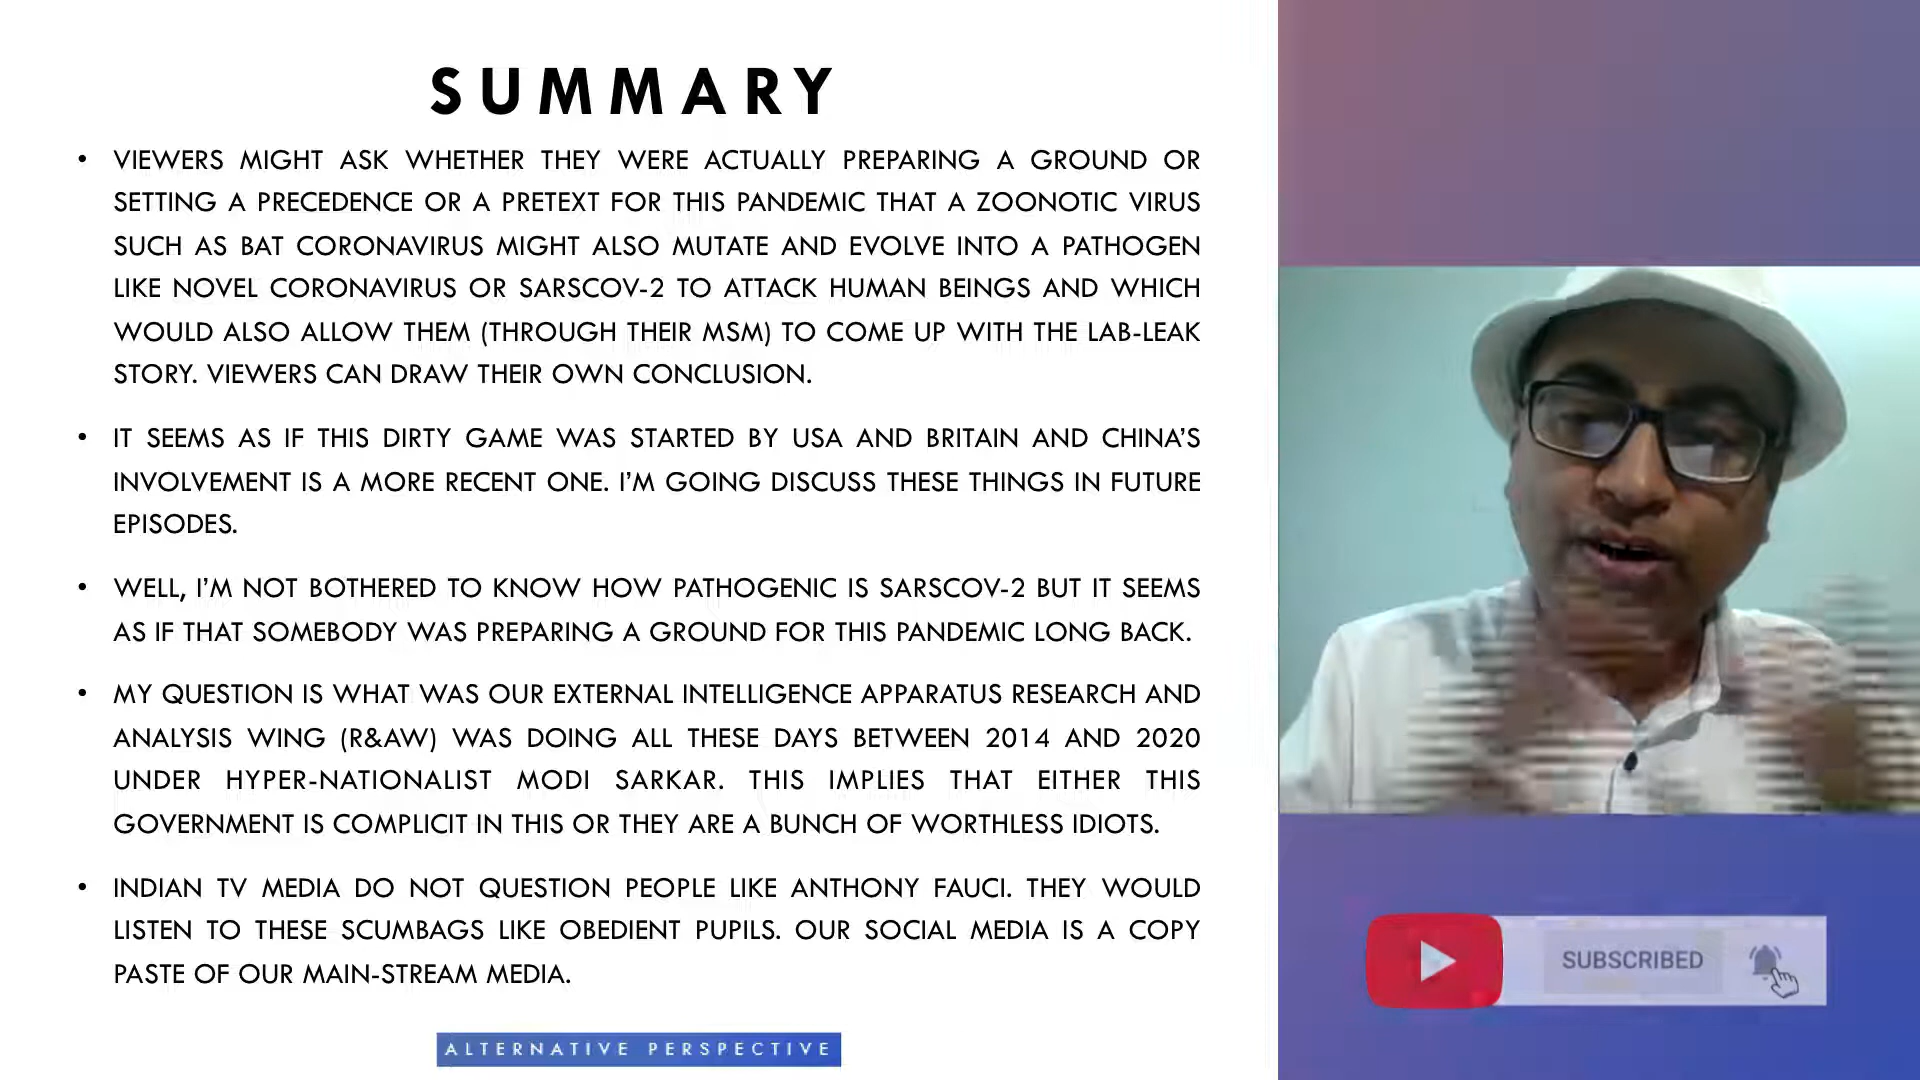 SUMMARY
• VIEWERS MIGHT ASK WHETHER THEY WERE ACTUALLY PREPARING A GROUND OR
SETTING A PRECEDENCE OR A PRETEXT FOR THIS PANDEMIC THAT A ZOONOTIC VIRUS
SUCH AS BAT CORONAVIRUS MIGHT ALSO MUTATE AND EVOLVE INTO A PATHOGEN
LIKE NOVEL CORONAVIRUS OR SARSCOV-2 TO ATTACK HUMAN BEINGS AND WHICH
WOULD ALSO ALLOW THEM (THROUGH THEIR MSM) TO COME UP WITH THE LAB-LEAK
STORY. VIEWERS CAN DRAW THEIR OWN CONCLUSION.
• IT SEEMS AS IF THIS DIRTY GAME WAS STARTED BY USA AND BRITAIN AND CHINA'S
INVOLVEMENT IS A MORE RECENT ONE. I'M GOING DISCUSS THESE THINGS IN FUTURE
EPISODES.
• WELL, I'M NOT BOTHERED TO KNOW HOW PATHOGENIC IS SARSCOV-2 BUT IT SEEMS
AS IF THAT SOMEBODY WAS PREPARING A GROUND FOR THIS PANDEMIC LONG BACK.
• MY QUESTION IS WHAT WAS OUR EXTERNAL INTELLIGENCE APPARATUS RESEARCH AND
ANALYSIS WING (R&AW) WAS DOING ALL THESE DAYS BETWEEN 2014 AND 2020
UNDER HYPER-NATIONALIST MODI SARKAR. THIS IMPLIES THAT EITHER THIS
GOVERNMENT IS COMPLICIT IN THIS OR THEY ARE A BUNCH OF WORTHLESS IDIOTS.
• INDIAN TV MEDIA DO NOT QUESTION PEOPLE LIKE ANTHONY FAUCI. THEY WOULD
LISTEN TO THESE SCUMBAGS LIKE OBEDIENT PUPILS. OUR SOCIAL MEDIA IS A COPY
PASTE OF OUR MAIN-STREAM MEDIA.
ALTERNATIVE PERSPECTIVE
SUBSCRIBED